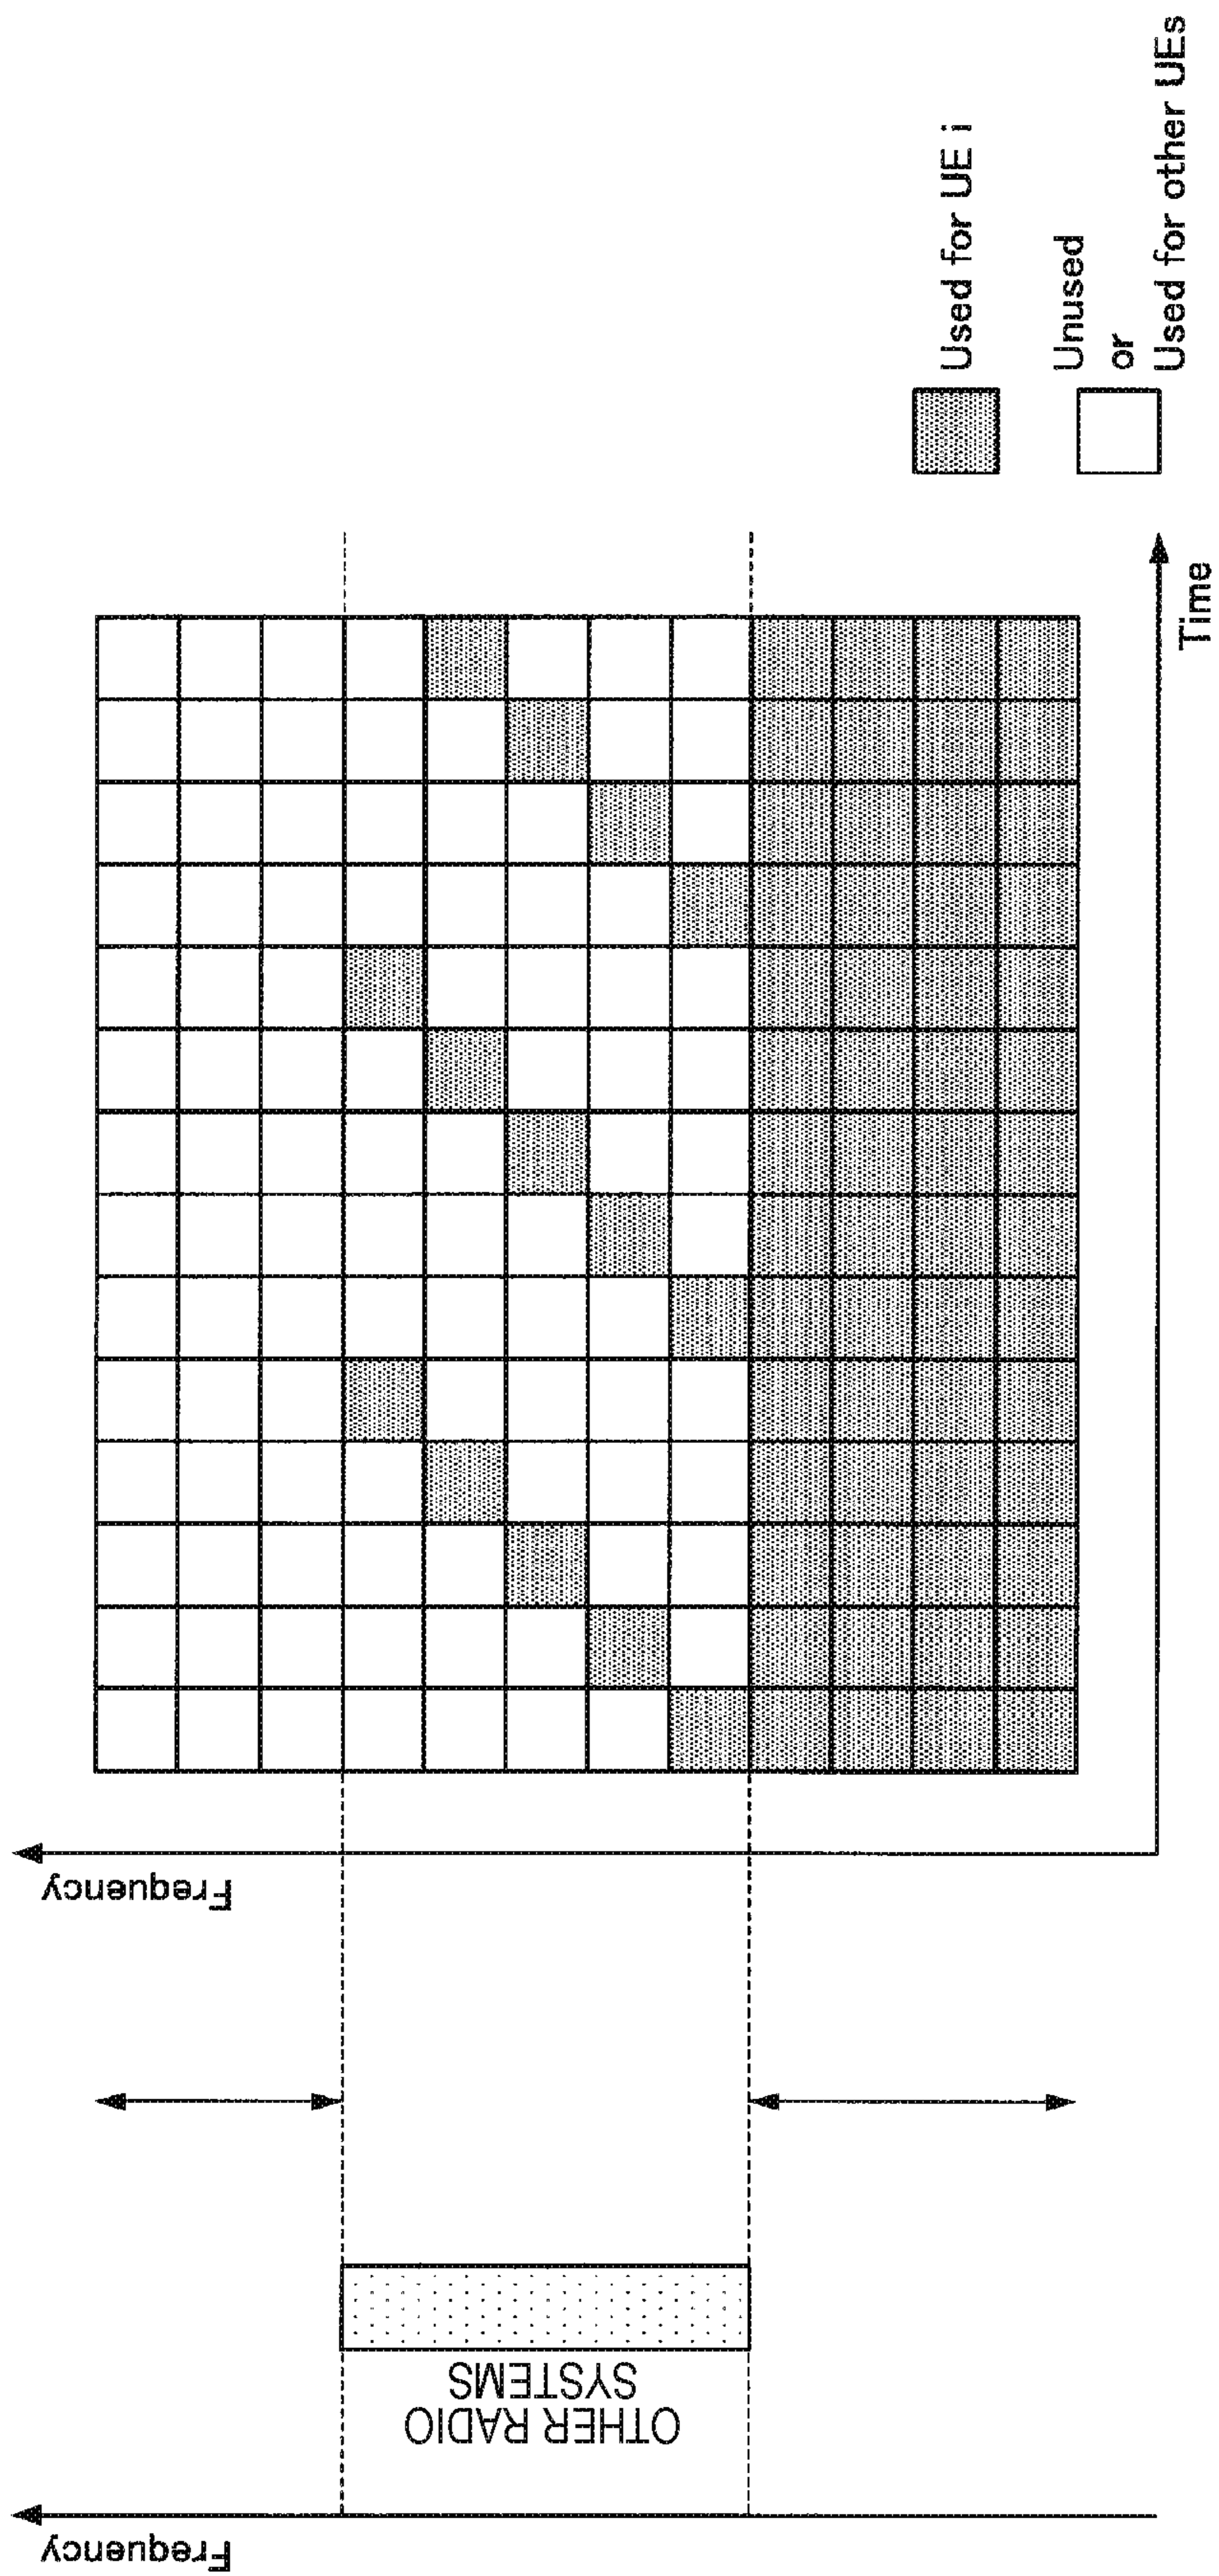 Frequency
OTHER RADIO
SYSTEMS
Frequency
Time
Used for UE i
Unused
or
Used for other UEs